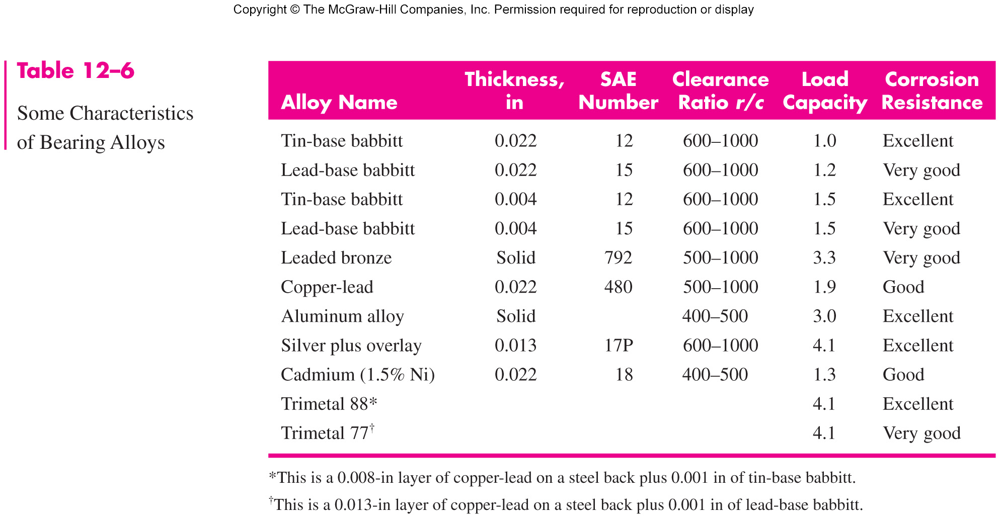 Copyright © The McGraw-Hill Companies, Inc. Permission required for reproduction or display
Table 12–6
Some Characteristics
of Bearing Alloys
Thickness, SAE Clearance Load Corrosion
Alloy Name in Number Ratio r/c Capacity Resistance
Tin-base babbitt 0.022 12 600–1000 1.0 Excellent
Lead-base babbitt 0.022 15 600–1000 1.2 Very good
Tin-base babbitt 0.004 12 600–1000 1.5 Excellent
Lead-base babbitt 0.004 15 600–1000 1.5 Very good
Leaded bronze Solid 792 500–1000 3.3 Very good
Copper-lead 0.022 480 500–1000 1.9 Good
Aluminum alloy Solid 400–500 3.0 Excellent
Silver plus overlay 0.013 17P 600–1000 4.1 Excellent
Cadmium (1.5% Ni) 0.022 18 400–500 1.3 Good
Trimetal 88* 4.1 Excellent
Trimetal 77† 4.1 Very good
*This is a 0.008-in layer of copper-lead on a steel back plus 0.001 in of tin-base babbitt.
†This is a 0.013-in layer of copper-lead on a steel back plus 0.001 in of lead-base babbitt.